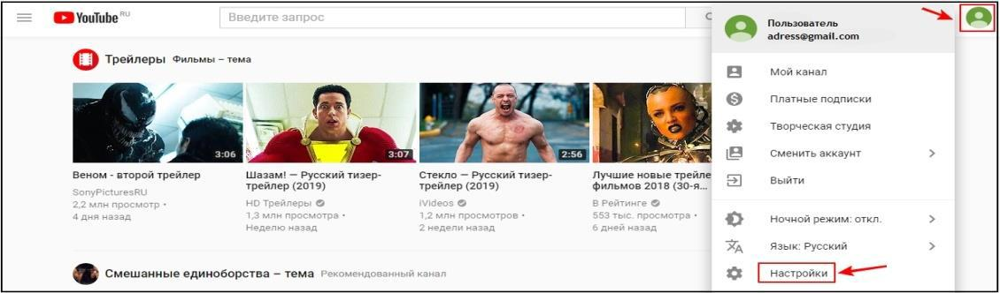 YouTube RU
Введите запрос
Пользователь
adress@gmail.com
Мой канал
Платные подписки
Творческая студия
Сменить аккаунт
Выйти
Ночной режим: откл.
Язык: Русский
Настройки
Трейлеры Фильмы – тема
3:06
3:07
2:56
Веном - второй трейлер
SonyPicturesRU
2,2 млн просмотр •
4 дня назад
Шазам! — Русский тизер-
трейлер (2019)
HD Трейлеры
1,3 млн просмотра •
Неделю назад
Стекло — Русский тизер-
трейлер (2019)
iVideos
1,2 млн просмотров •
2 недели назад
Лучшие новые трейлеры
фильмов 2018 (30-я...
В Рейтинге
553 тыс. просмотра •
6 дней назад
Смешанные единоборства – тема Рекомендованный канал